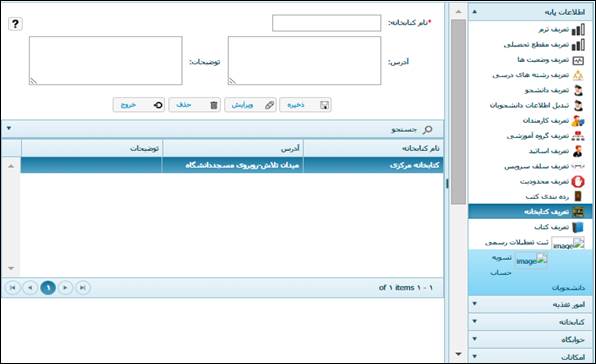 اطلاعات پایه
تعریف ترم
تعریف مقطع تحصیلی
تعریف وضعیت ها
تعریف رشته های درسی
تعریف دانشجو
تبدیل اطلاعات دانشجویان
تعریف کارمندان
تعریف گروه آموزشی
تعریف اساتید
تعریف سلف سرویس
تعریف محدودیت
رده بندی کتب
تعریف کتابخانه
تعریف کتاب
ثبت تعطیلات رسمی
image
تسویه
image
حساب
دانشجویان
امور تغذیه
کتابخانه
خوابگاه
امکانات
*نام کتابخانه:
?
آدرس:
توضیحات:
ذخیره
ویرایش
حذف
خروج
جستجو
نام کتابخانه آدرس توضیحات
کتابخانه مرکزی میدان تلاش-روبروی مسجددانشگاه
۱
۱ - ۱ of ۱ items